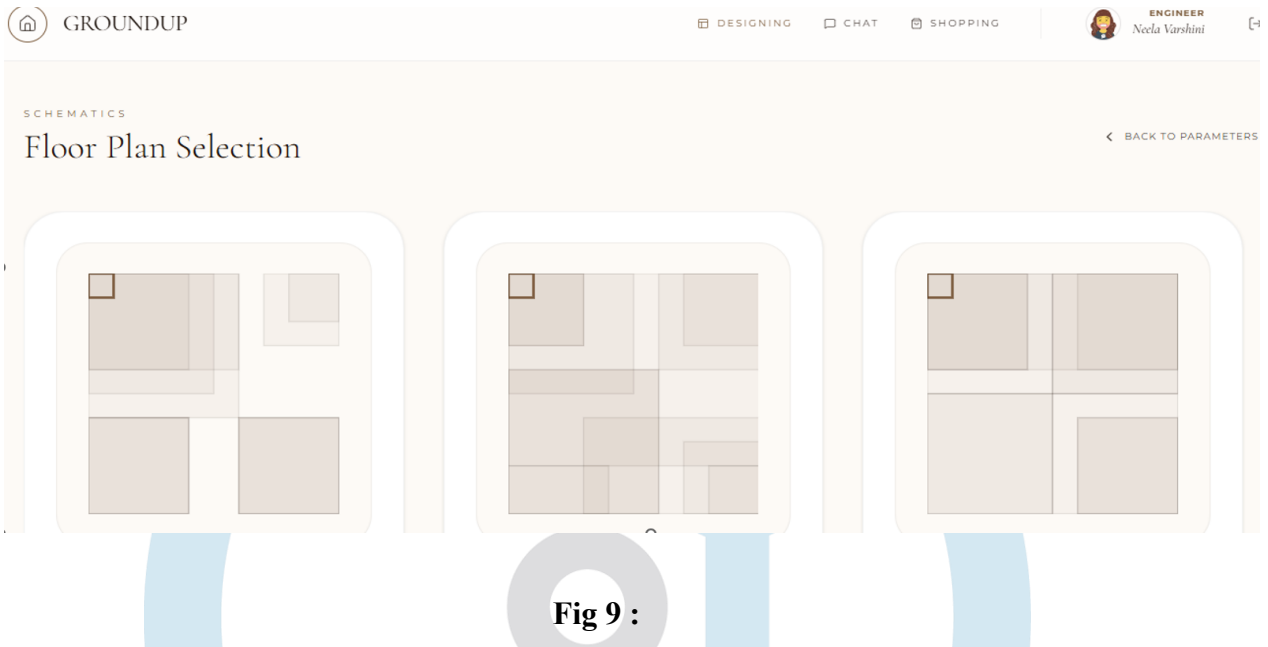 GROUNDUP
DESIGNING
CHAT
SHOPPING
ENGINEER
Neela Varshini
SCHEMATICS
Floor Plan Selection
BACK TO PARAMETERS
Fig 9 :